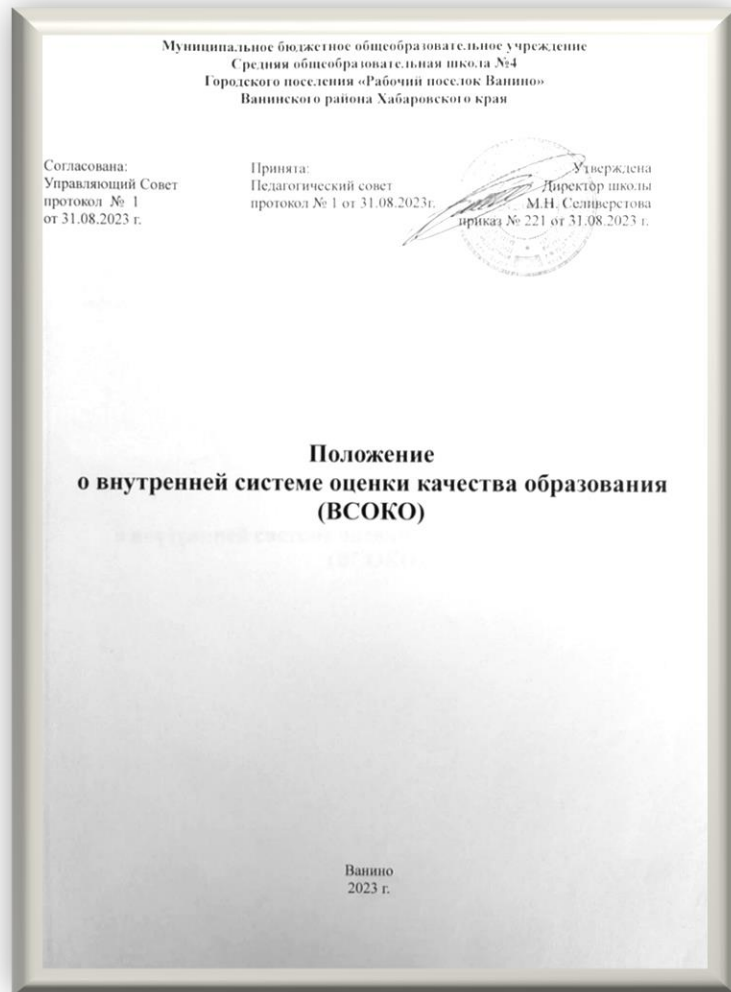 Муниципальное бюджетное общеобразовательное учреждение
Средняя общеобразовательная школа №4
Городского поселения «Рабочий поселок Ванино»
Ванинского района Хабаровского края
Согласована:
Управляющий Совет
протокол № 1
от 31.08.2023 г.
Принята:
Педагогический совет
протокол № 1 от 31.08.2023г.
Утверждена
Директор школы
М.Н. Селиверстова
приказ № 221 от 31.08.2023 г.
Положение
о внутренней системе оценки качества образования
(ВСОКО)
Ванино
2023 г.